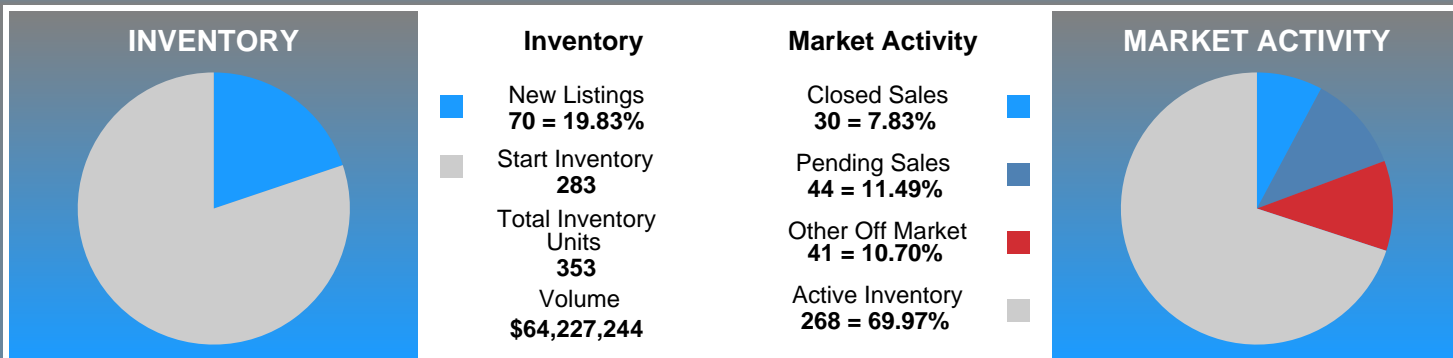 INVENTORY
Inventory
New Listings
70 = 19.83%
Start Inventory
283
Total Inventory
Units
353
Volume
$64,227,244
Market Activity
Closed Sales
30 = 7.83%
Pending Sales
44 = 11.49%
Other Off Market
41 = 10.70%
Active Inventory
268 = 69.97%
MARKET ACTIVITY